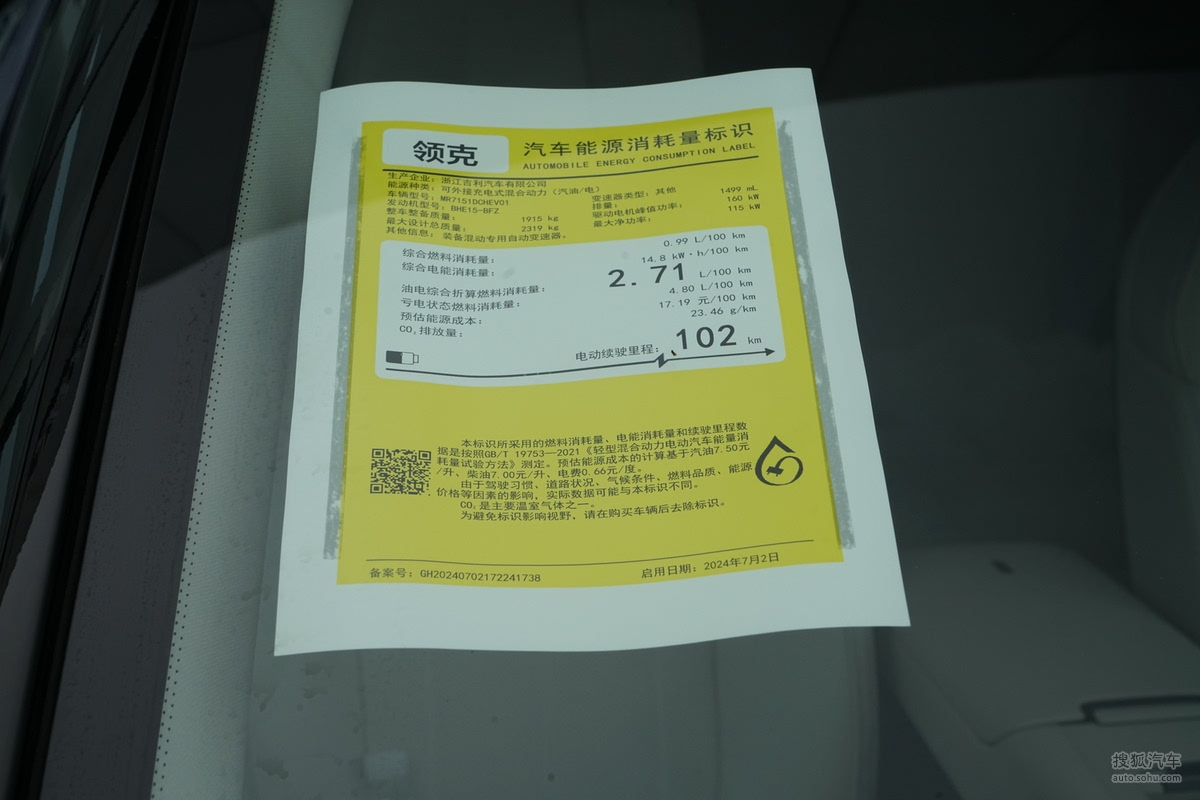 领克
汽车能源消耗量标识
AUTOMOBILE ENERGY CONSUMPTION LABEL
生产企业：浙江吉利汽车有限公司
能源种类：可外接充电式混合动力（汽油/电）
车辆型号：MR7151DCHEV01 变速器类型：其他
发动机型号：BHE15-BFZ 排量： 1499 mL
整车整备质量： 1915 kg 驱动电机峰值功率： 160 kW
最大设计总质量： 2319 kg 最大净功率： 115 kW
其他信息：装备混动专用自动变速器。
综合燃料消耗量： 0.99 L/100 km
综合电能消耗量： 14.8 kW·h/100 km
油电综合折算燃料消耗量： 2.71 L/100 km
亏电状态燃料消耗量： 4.80 L/100 km
预估能源成本： 17.19 元/100 km
CO₂排放量： 23.46 g/km
电动续驶里程： 102 km
本标识所采用的燃料消耗量、电能消耗量和续驶里程数
据是按照GB/T 19753—2021《轻型混合动力电动汽车能量消
耗量试验方法》测定。预估能源成本的计算基于汽油7.50元
/升、柴油7.00元/升、电费0.66元/度。
由于驾驶习惯、道路状况、气候条件、燃料品质、能源
价格等因素的影响，实际数据可能与本标识不同。
CO₂是主要温室气体之一。
为避免标识影响视野，请在购买车辆后去除标识。
备案号：GH20240702172241738
启用日期：2024年7月2日
搜狐汽车
auto.sohu.com